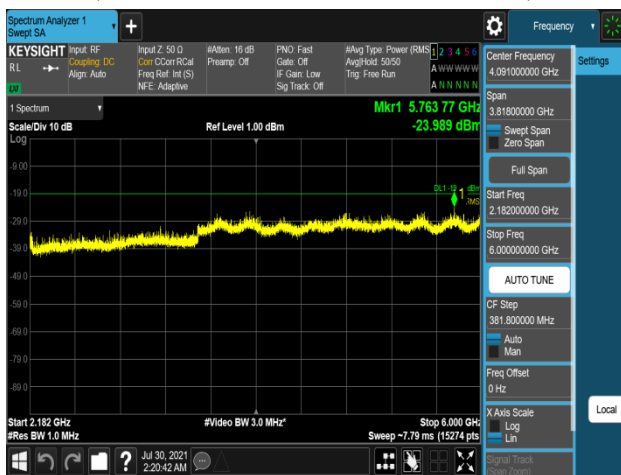 Spectrum Analyzer 1
Swept SA
Frequency
KEYSIGHT
RL
Input: RF
Coupling: DC
Align: Auto
Input Z: 50 Ω
Corr CCorr RCal
Freq Ref: Int (S)
NFE: Adaptive
#Atten: 16 dB
Preamp: Off
PNO: Fast
Gate: Off
IF Gain: Low
Sig Track: Off
#Avg Type: Power (RMS
Avg|Hold: 50/50
Trig: Free Run
1 2 3 4 5 6
A W W W W W
A N N N N N
1 Spectrum
Scale/Div 10 dB
Log
Ref Level 1.00 dBm
Mkr1 5.763 77 GHz
-23.989 dBm
-9.00
-19.0
-29.0
-39.0
-49.0
-59.0
-69.0
-79.0
-89.0
1
RMS
Start 2.182 GHz
#Res BW 1.0 MHz
#Video BW 3.0 MHz*
Stop 6.000 GHz
Sweep ~7.79 ms (15274 pts
Jul 30, 2021
2:20:42 AM
Center Frequency
4.091000000 GHz
Span
3.81800000 GHz
Swept Span
Zero Span
Full Span
Start Freq
2.182000000 GHz
Stop Freq
6.000000000 GHz
AUTO TUNE
CF Step
381.800000 MHz
Auto
Man
Freq Offset
0 Hz
X Axis Scale
Log
Lin
Signal Track
(Span Zoom)
Settings
Local